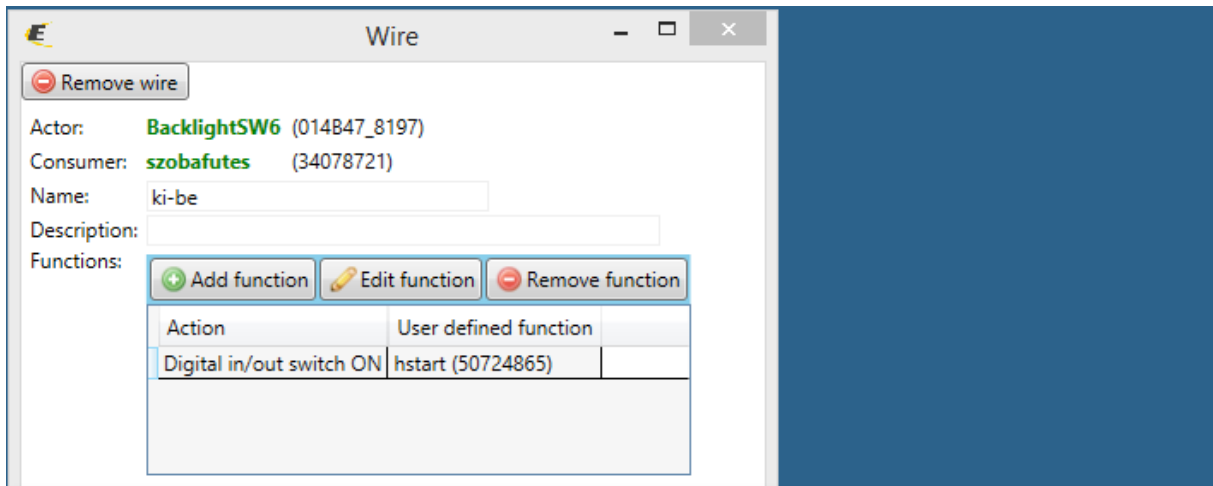 Wire
Remove wire
Actor: BacklightSW6 (014B47_8197)
Consumer: szobafutes (34078721)
Name: ki-be
Description:
Functions:
Add function Edit function Remove function
Action User defined function
Digital in/out switch ON hstart (50724865)